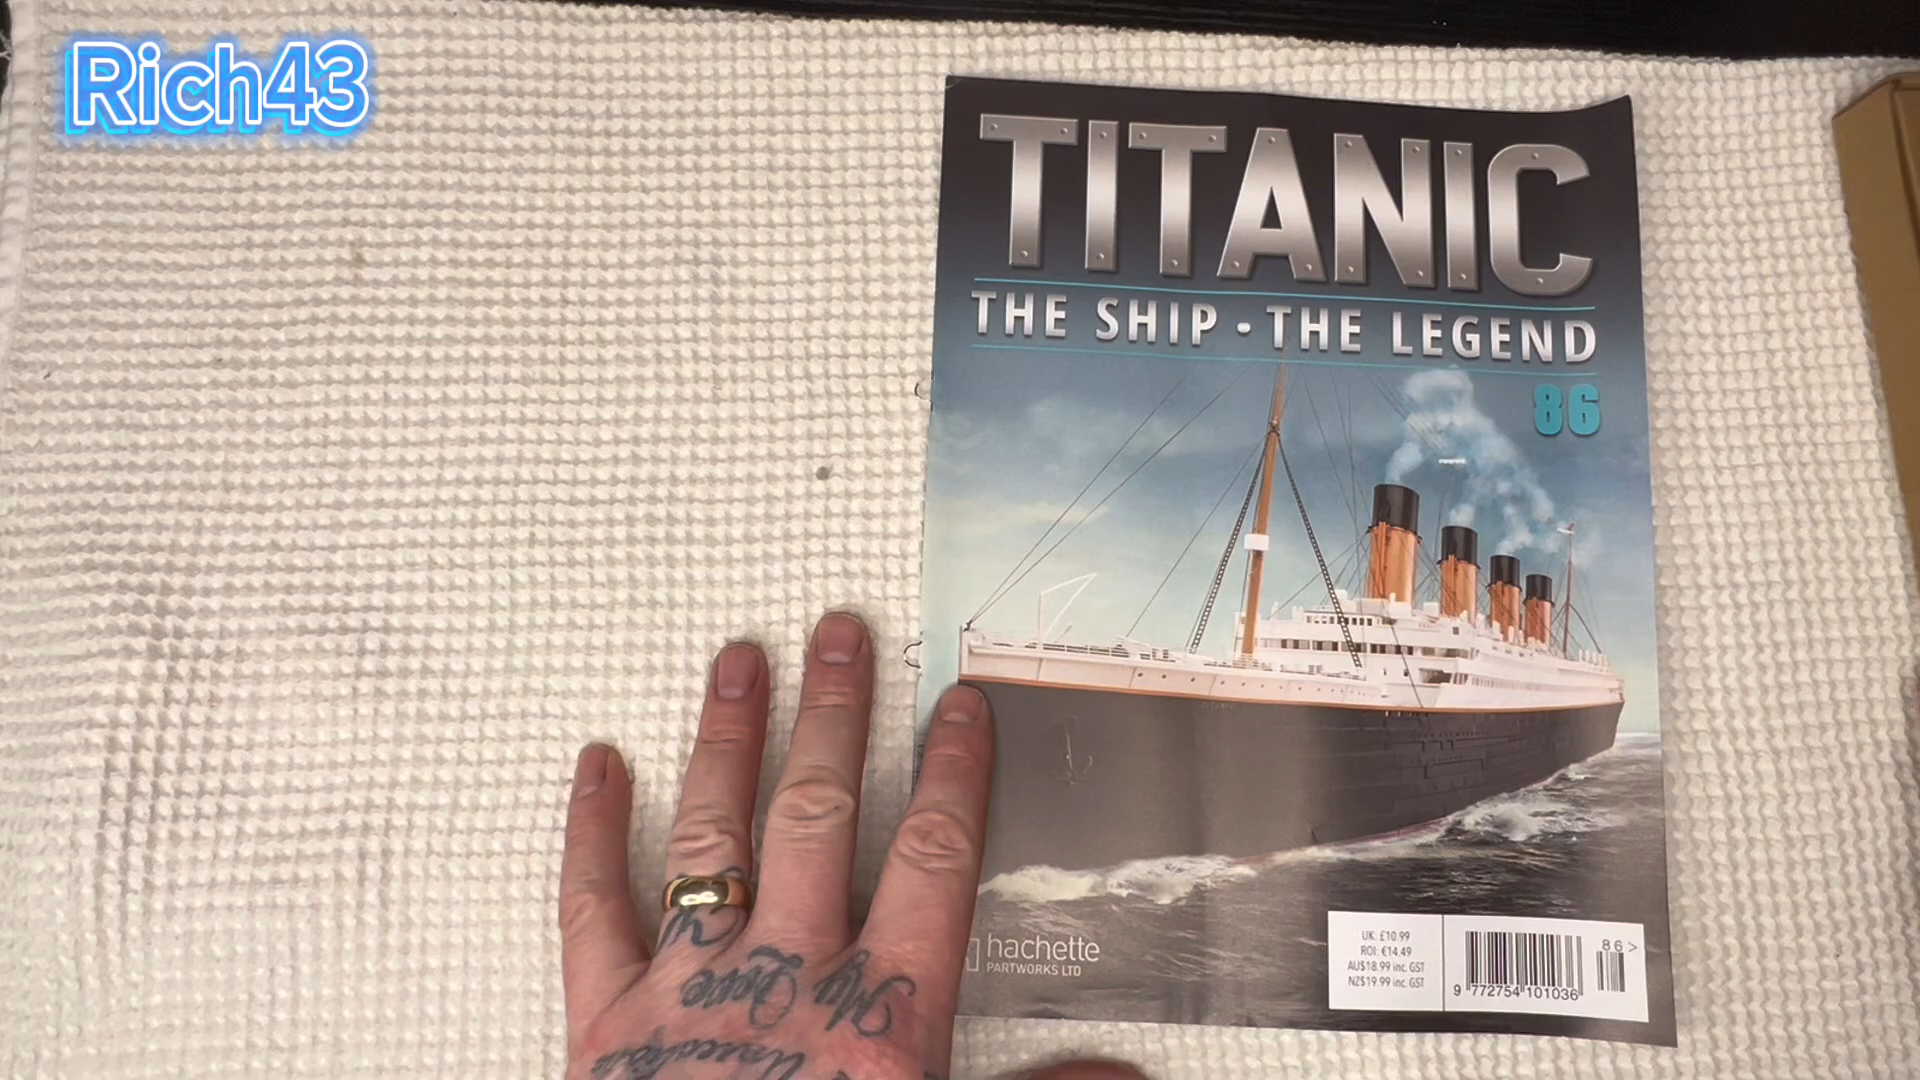 Rich43
TITANIC
THE SHIP · THE LEGEND
86
hachette
PARTWORKS LTD
UK: £10.99
ROI: €14.49
AU$18.99 inc. GST
NZ$19.99 inc. GST
86>
9 772754 101036
My Love